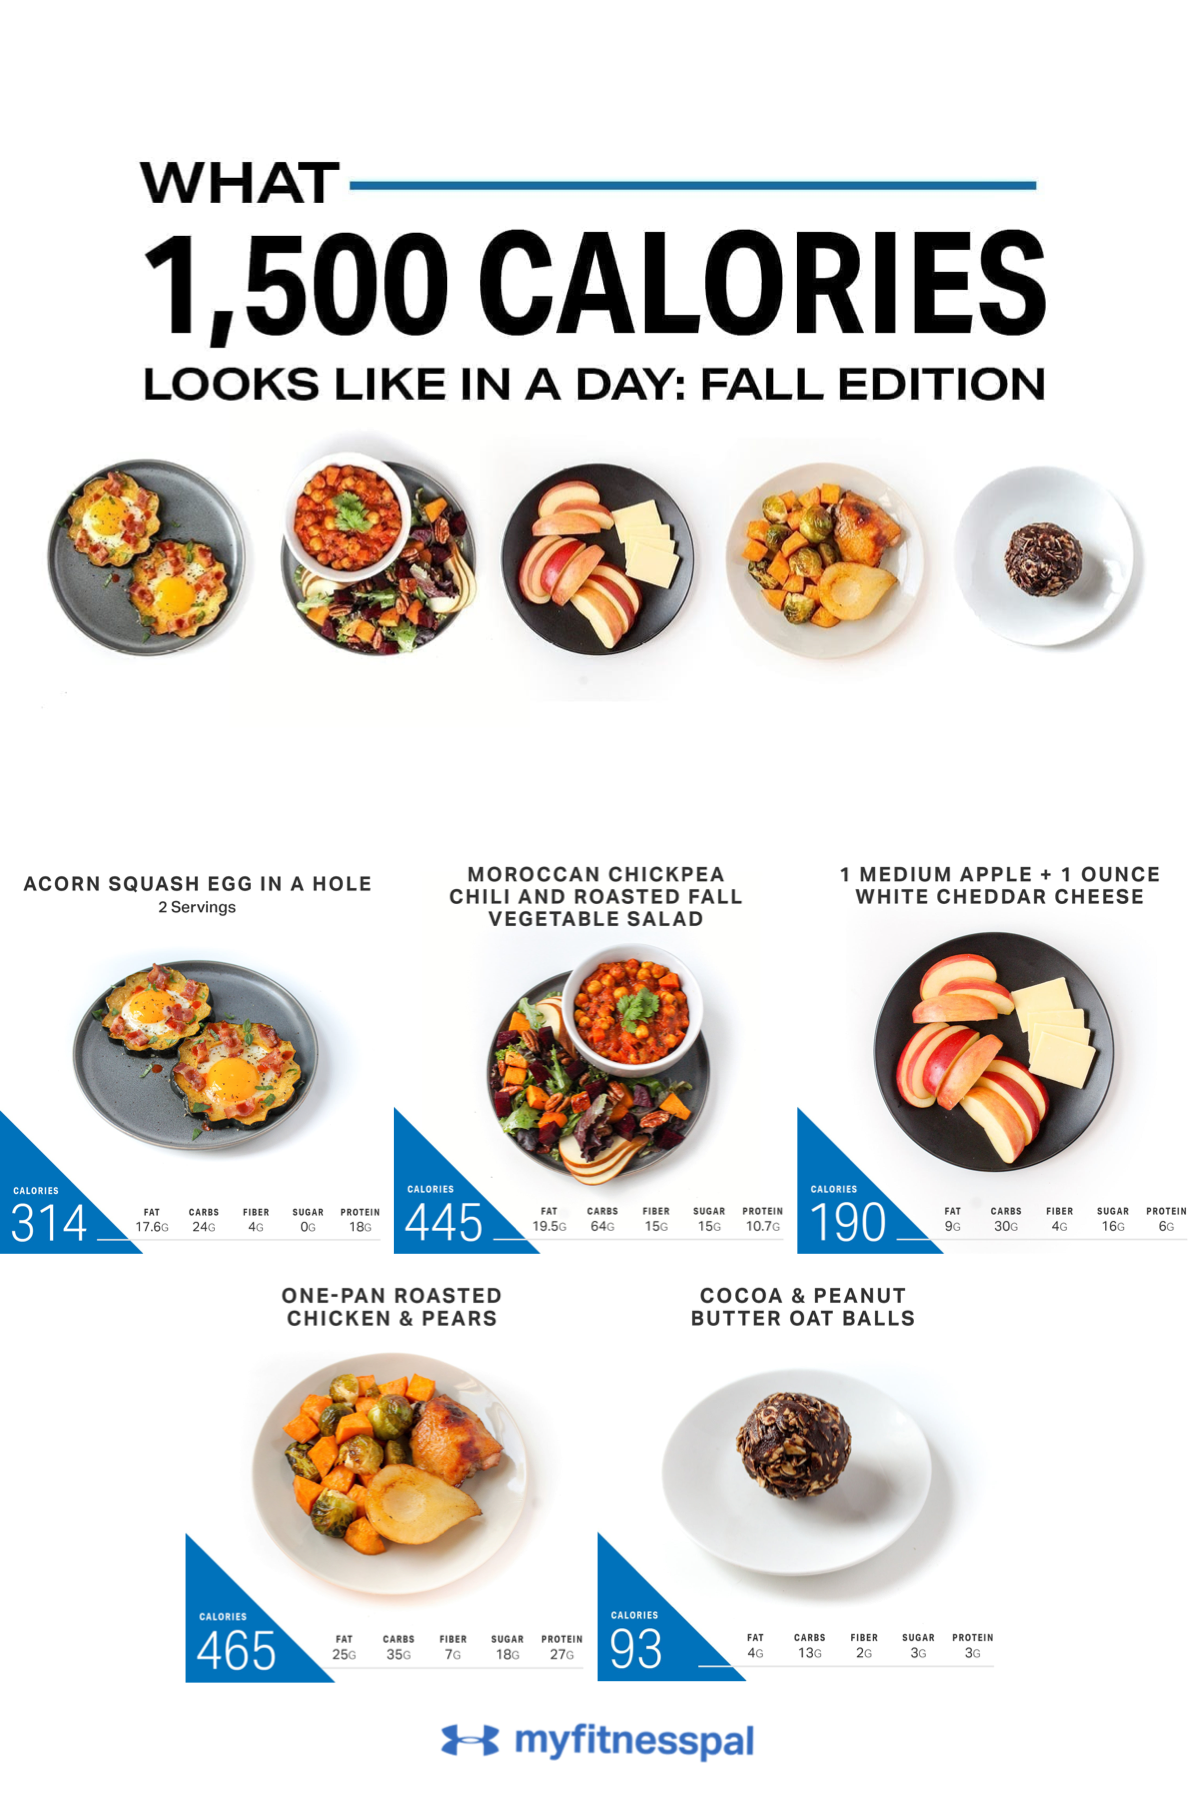 WHAT
1,500 CALORIES
LOOKS LIKE IN A DAY: FALL EDITION
ACORN SQUASH EGG IN A HOLE
2 Servings
CALORIES
314
FAT CARBS FIBER SUGAR PROTEIN
17.6G 24G 4G 0G 18G
MOROCCAN CHICKPEA
CHILI AND ROASTED FALL
VEGETABLE SALAD
CALORIES
445
FAT CARBS FIBER SUGAR PROTEIN
19.5G 64G 15G 15G 10.7G
1 MEDIUM APPLE + 1 OUNCE
WHITE CHEDDAR CHEESE
CALORIES
190
FAT CARBS FIBER SUGAR PROTEIN
9G 30G 4G 16G 6G
ONE-PAN ROASTED
CHICKEN & PEARS
CALORIES
465
FAT CARBS FIBER SUGAR PROTEIN
25G 35G 7G 18G 27G
COCOA & PEANUT
BUTTER OAT BALLS
CALORIES
93
FAT CARBS FIBER SUGAR PROTEIN
4G 13G 2G 3G 3G
myfitnesspal